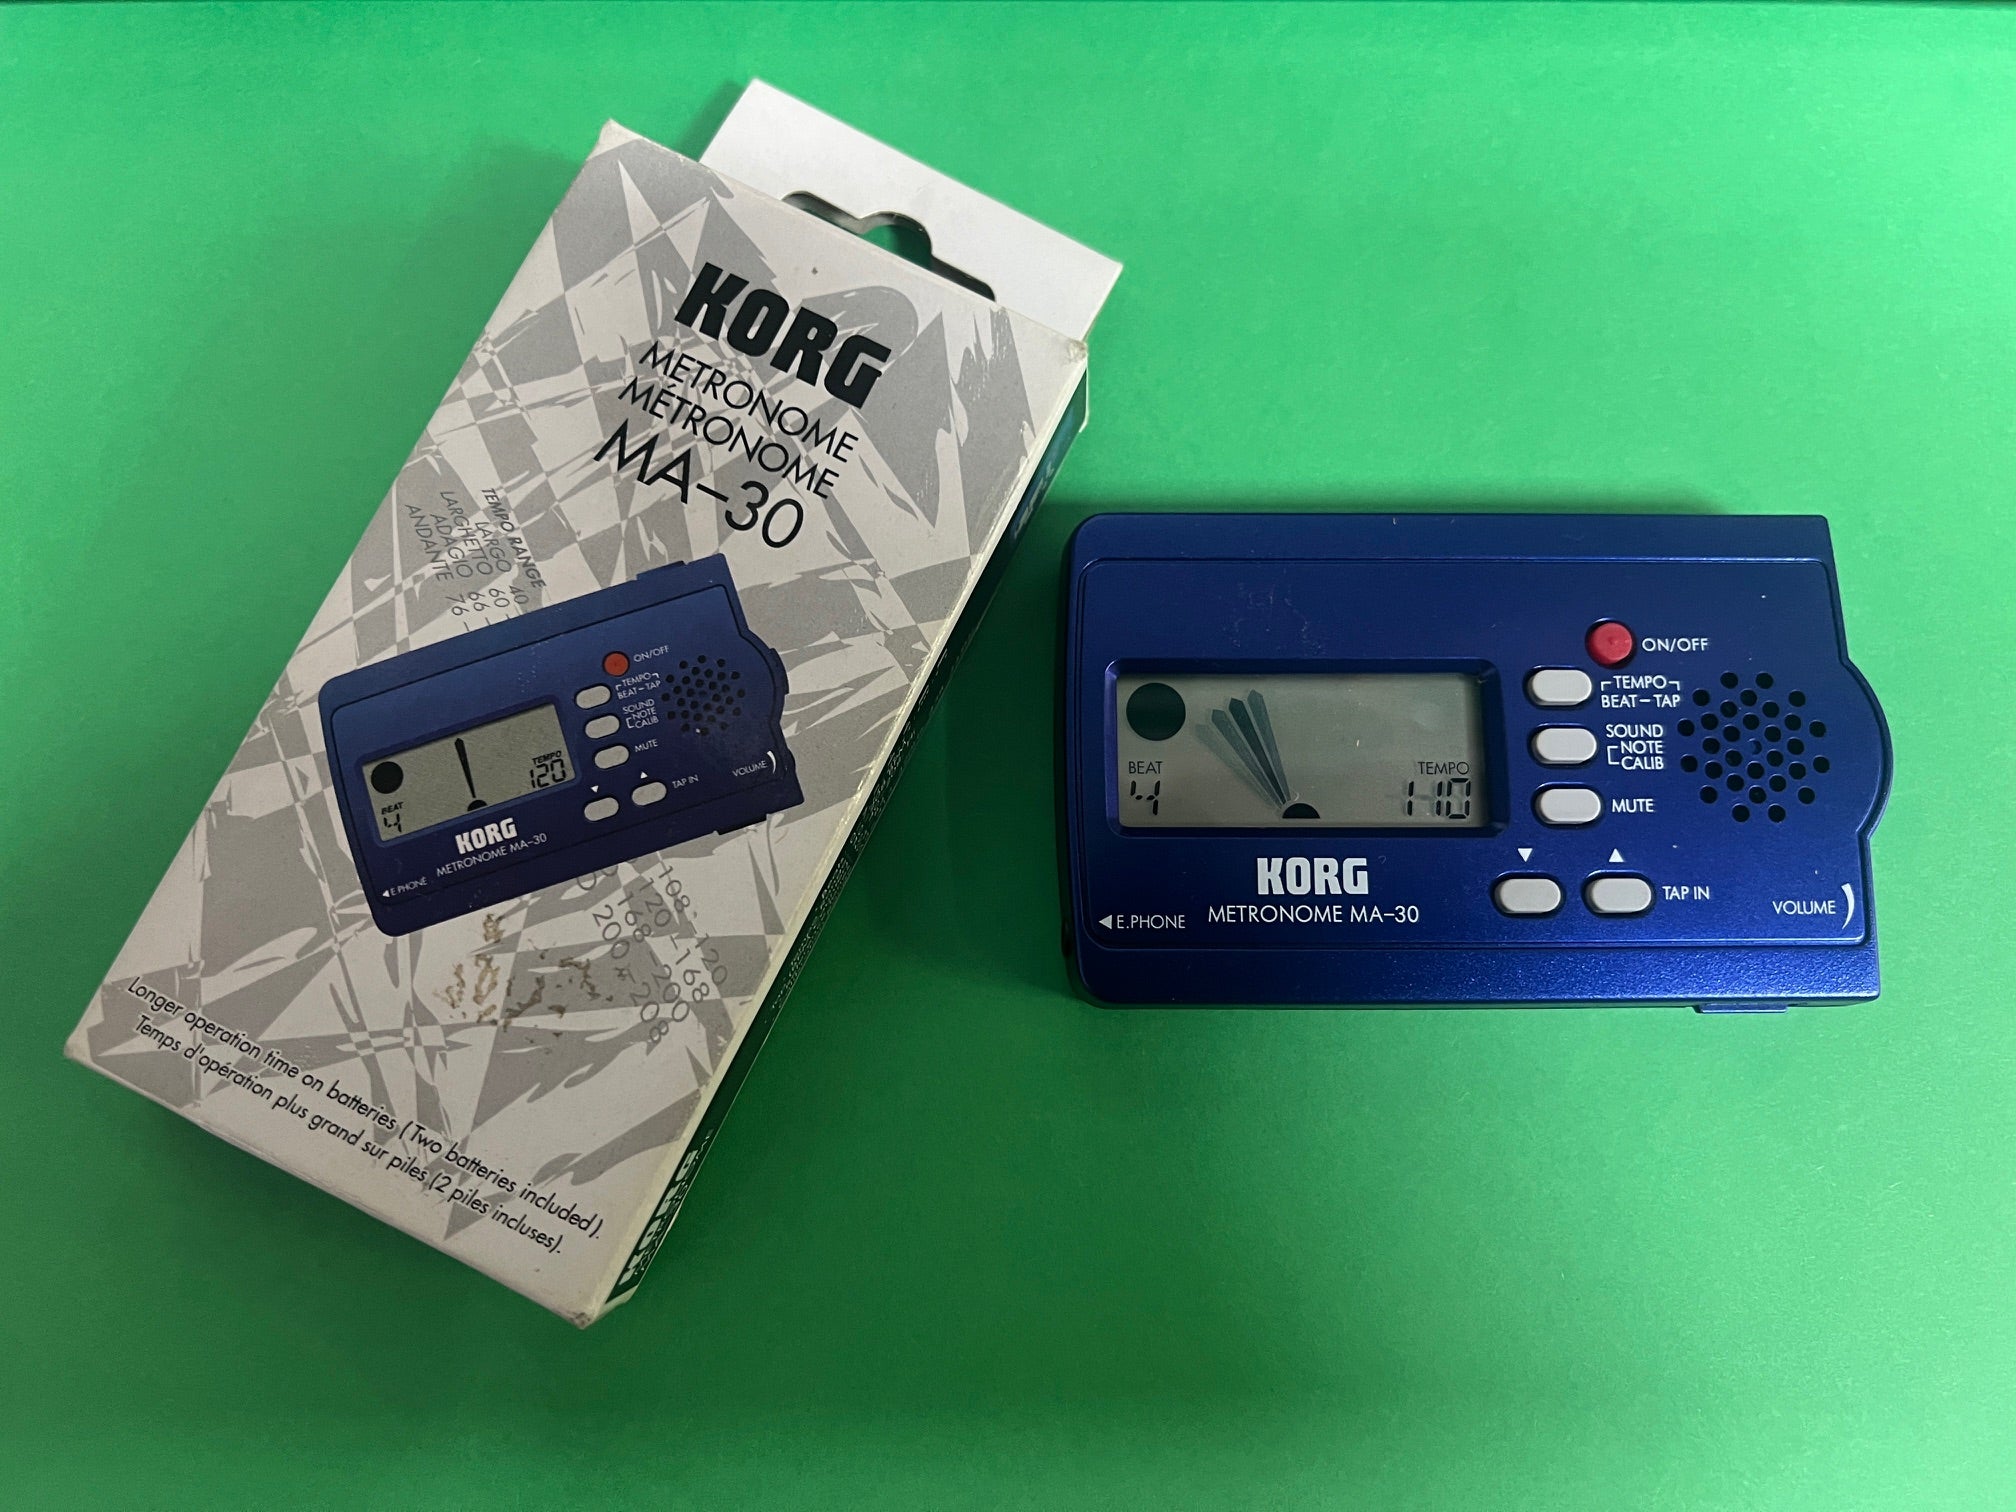 KORG
METRONOME
MÉTRONOME
MA-30
TEMPO RANGE
LARGO 40
LARGHETTO 60
ADAGIO 66
ANDANTE 76
ON/OFF
TEMPO
BEAT-TAP
SOUND
NOTE
CALIB
MUTE
TEMPO
120
BEAT
4
TAP IN
VOLUME
KORG
METRONOME MA-30
E.PHONE
108-120
120-168
168-200
200-208
Longer operation time on batteries (Two batteries included).
Temps d'opération plus grand sur piles (2 piles incluses).
KORG
ON/OFF
TEMPO
BEAT-TAP
SOUND
NOTE
CALIB
MUTE
BEAT
4
TEMPO
110
KORG
METRONOME MA-30
E.PHONE
TAP IN
VOLUME